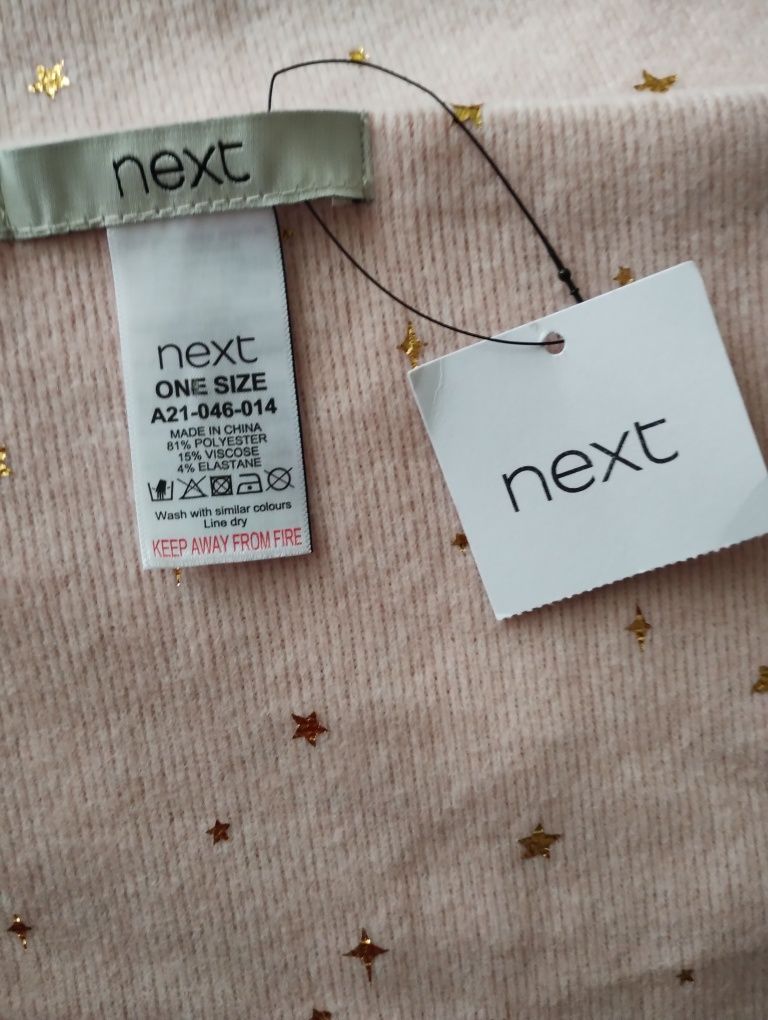 next
next
ONE SIZE
A21-046-014
MADE IN CHINA
81% POLYESTER
15% VISCOSE
4% ELASTANE
Wash with similar colours
Line dry
KEEP AWAY FROM FIRE
next